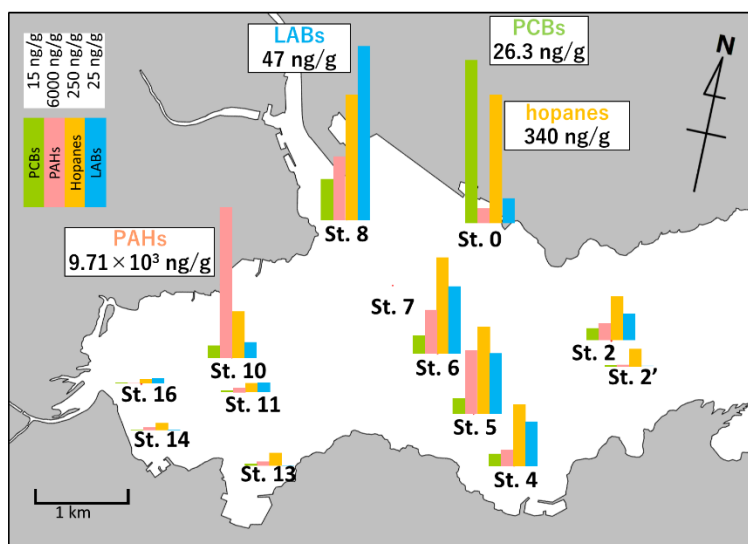 15 ng/g
6000 ng/g
250 ng/g
25 ng/g
PCBs
PAHs
Hopanes
LABs
LABs
47 ng/g
PCBs
26.3 ng/g
hopanes
340 ng/g
N
PAHs
9.71×10³ ng/g
St. 8
St. 0
St. 7
St. 6
St. 2
St. 2’
St. 10
St. 16
St. 11
St. 5
St. 14
St. 13
St. 4
1 km